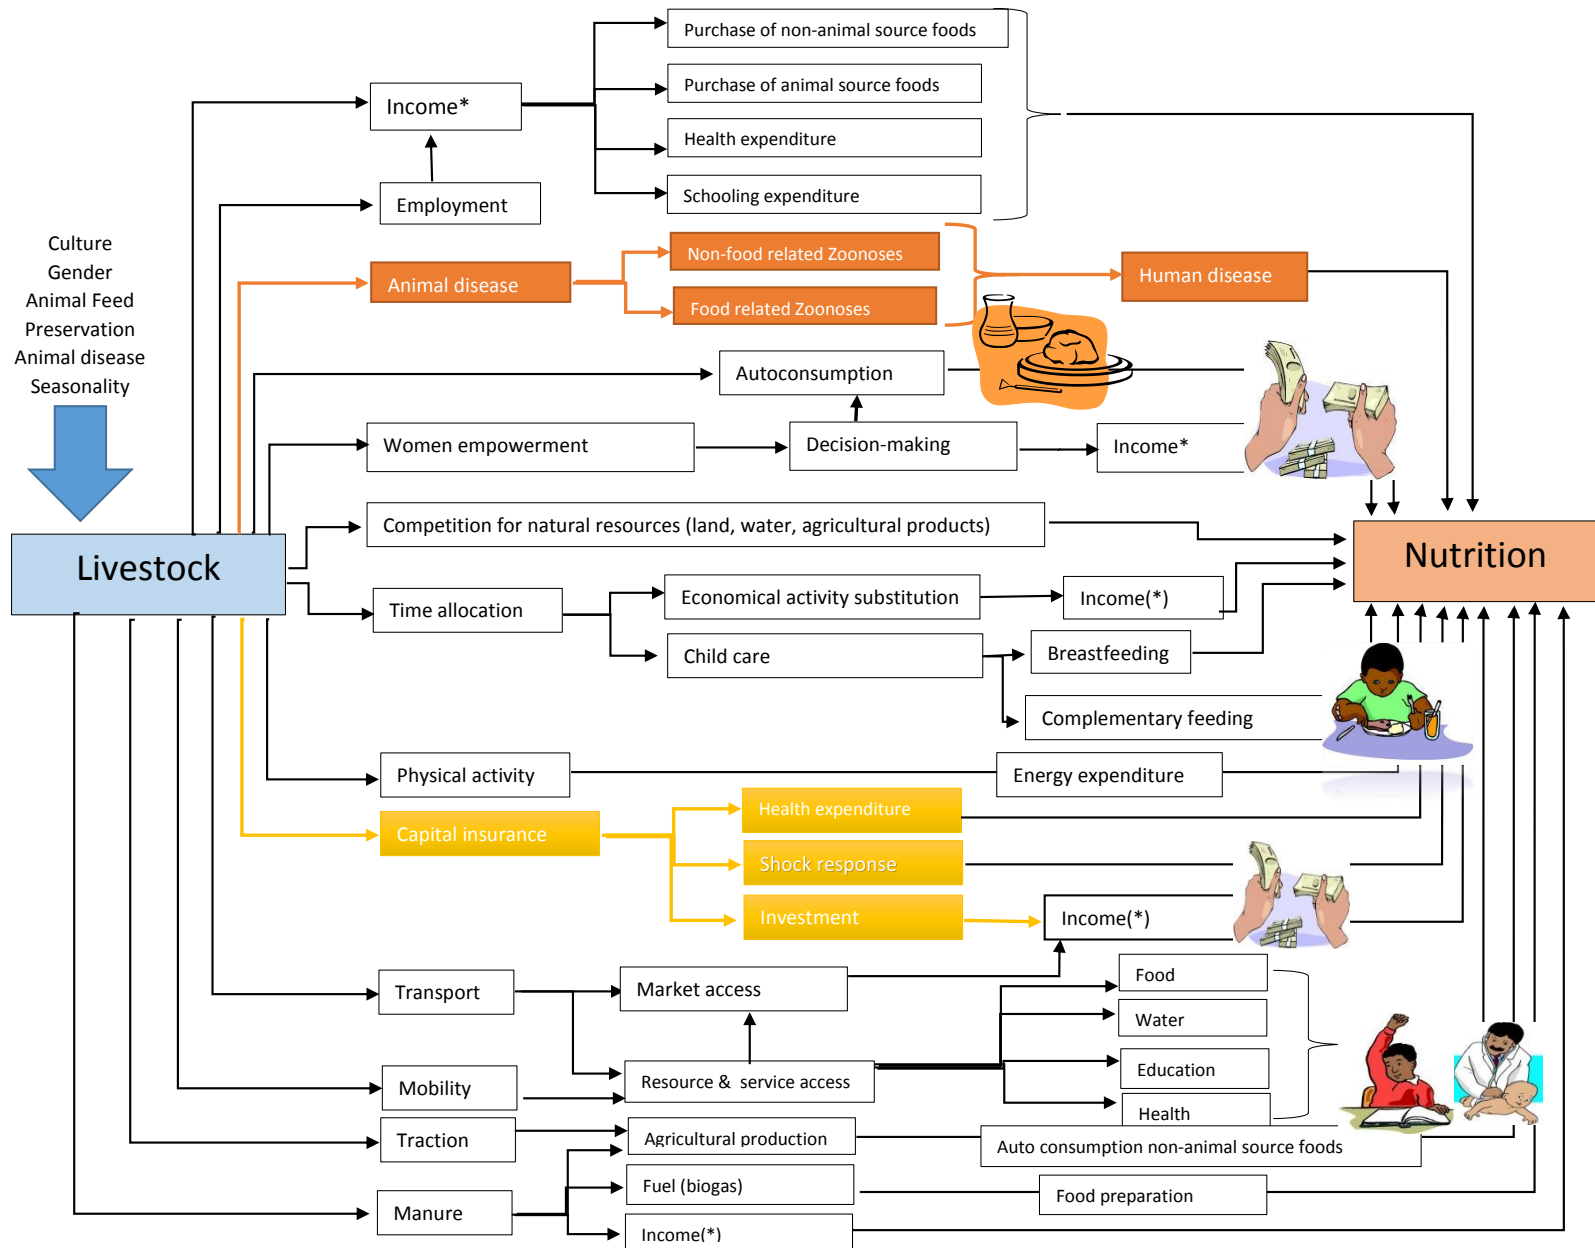 Purchase of non-animal source foods
Purchase of animal source foods
Income*
Health expenditure
Schooling expenditure
Employment
Culture
Gender
Animal Feed
Preservation
Animal disease
Seasonality
Non-food related Zoonoses
Animal disease
Human disease
Food related Zoonoses
Autoconsumption
Women empowerment
Decision-making
Income*
Competition for natural resources (land, water, agricultural products)
Livestock
Nutrition
Time allocation
Economical activity substitution
Income(*)
Child care
Breastfeeding
Complementary feeding
Physical activity
Energy expenditure
Health expenditure
Capital insurance
Shock response
Investment
Income(*)
Transport
Market access
Food
Water
Mobility
Resource & service access
Education
Health
Traction
Agricultural production
Auto consumption non-animal source foods
Fuel (biogas)
Food preparation
Manure
Income(*)